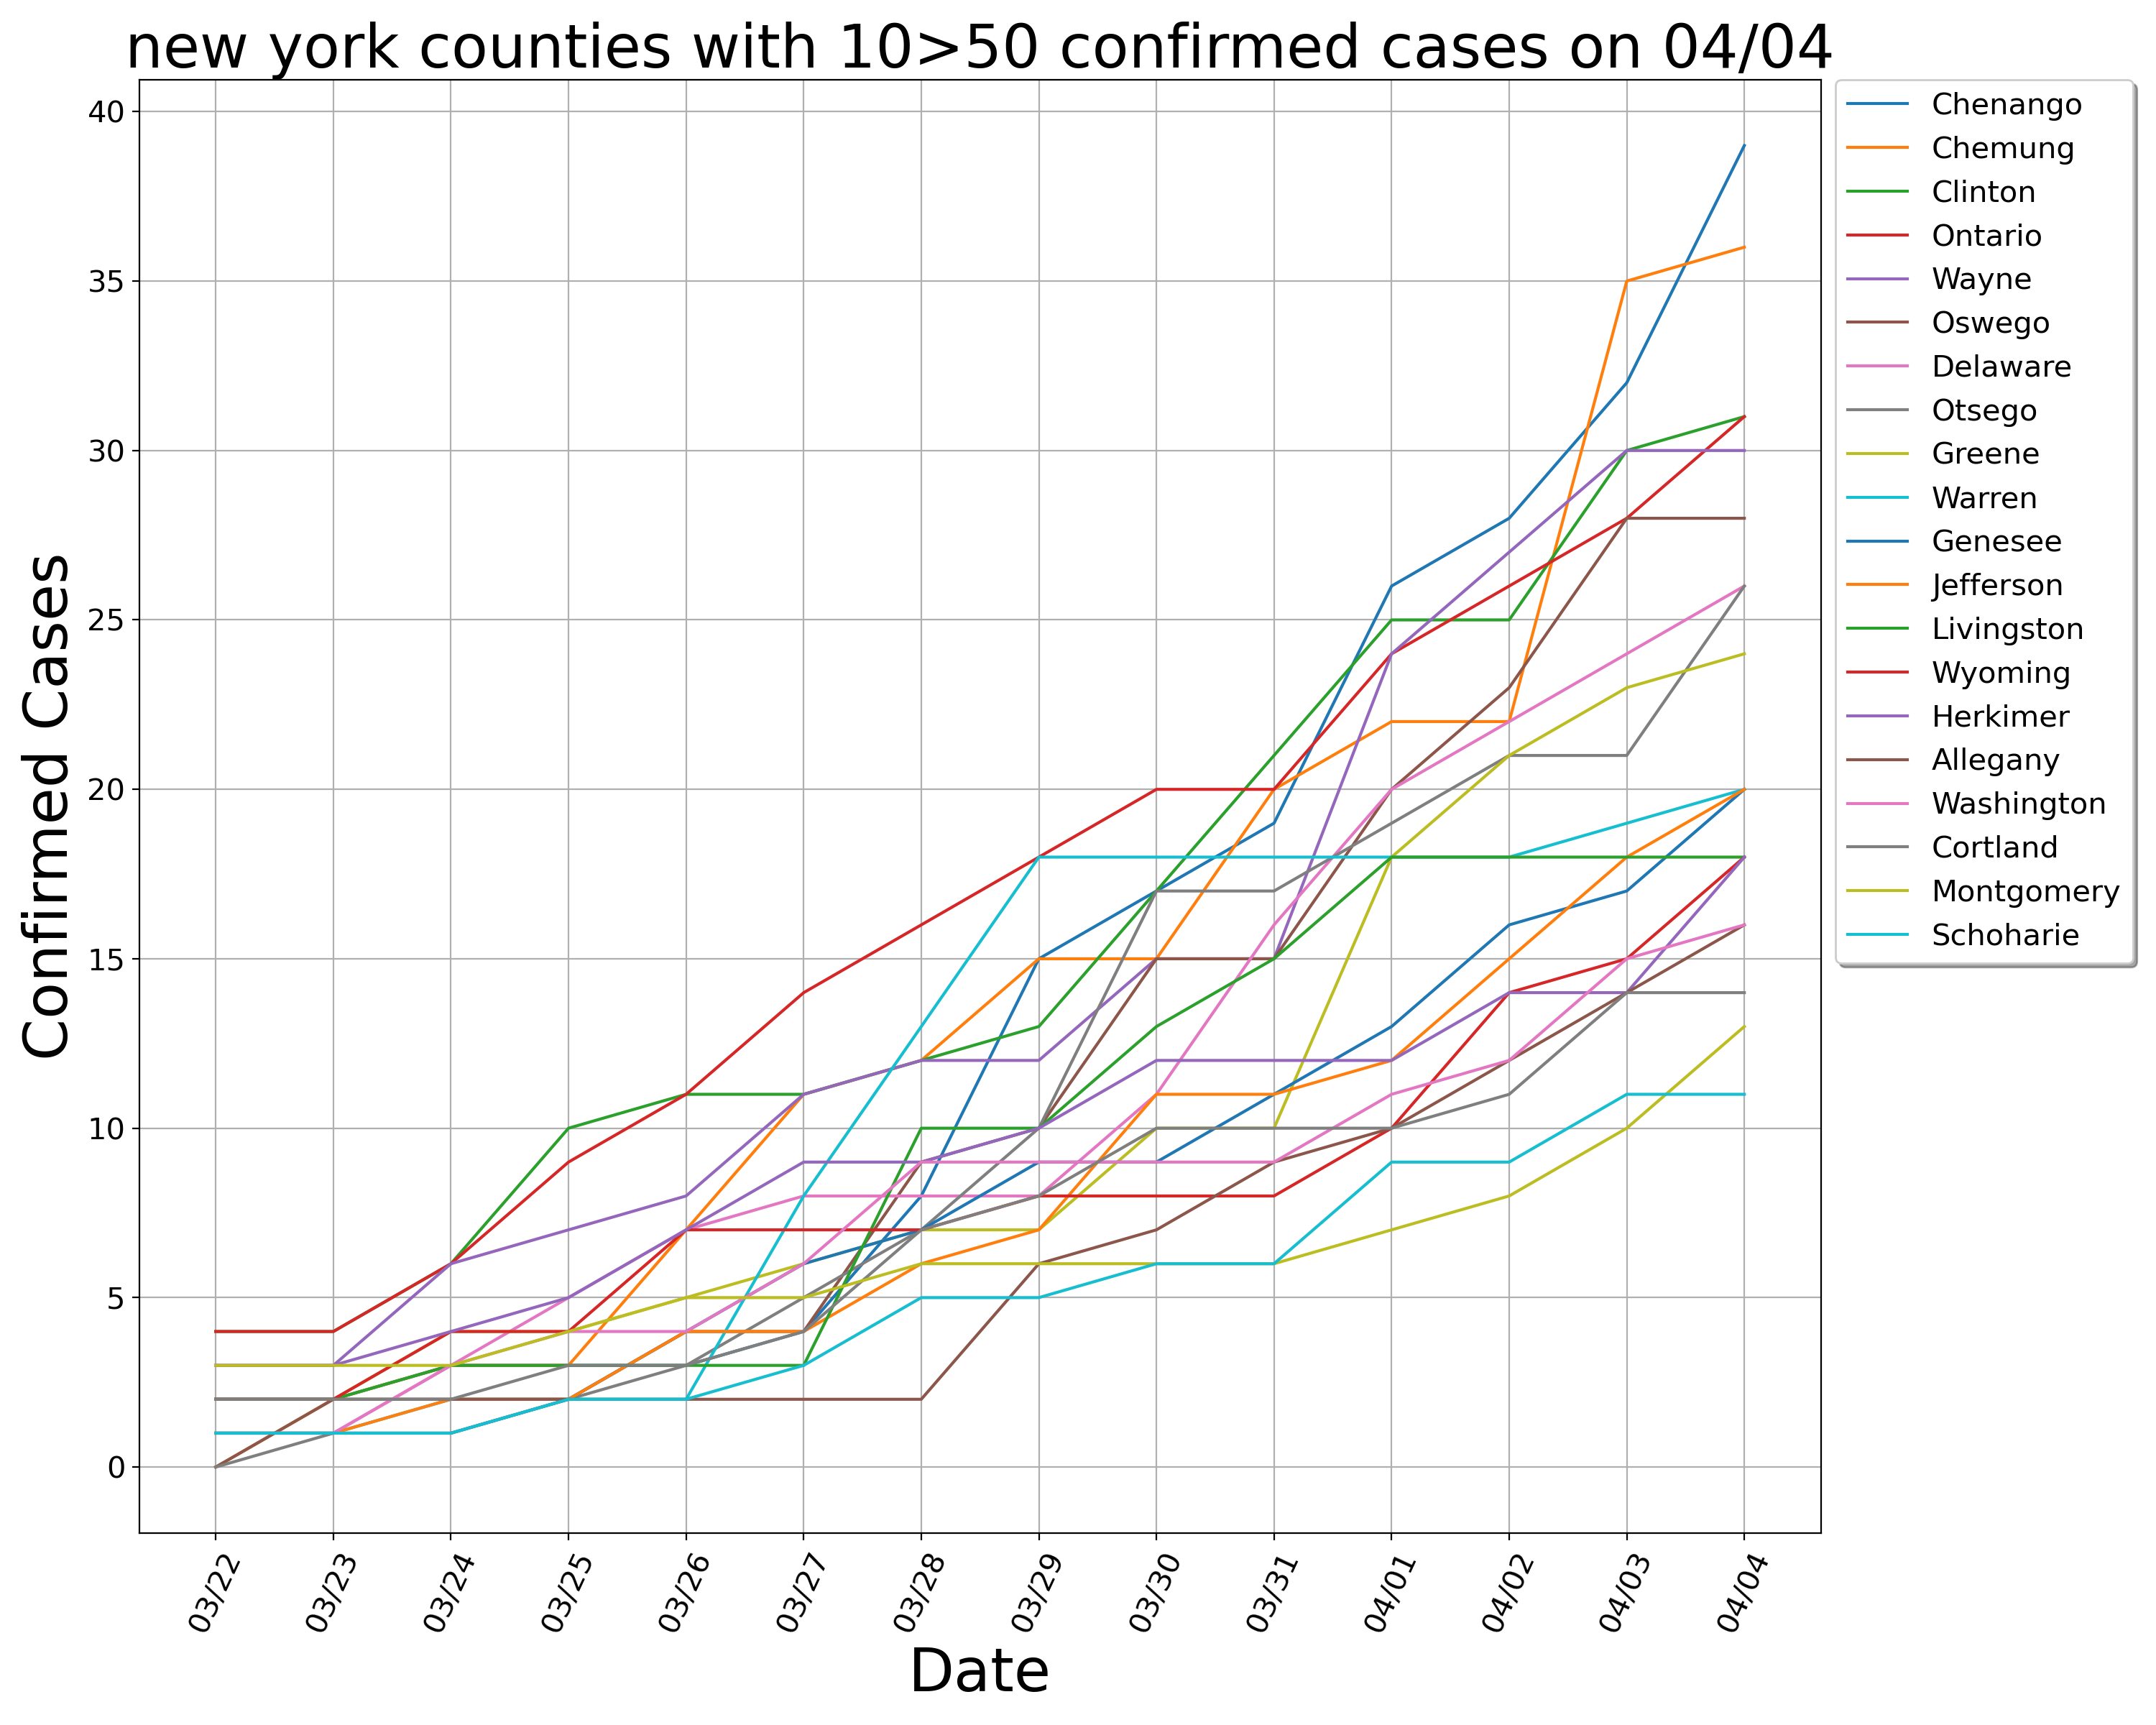 new york counties with 10>50 confirmed cases on 04/04
40
35
30
25
20
15
10
5
0
Confirmed Cases
03/22
03/23
03/24
03/25
03/26
03/27
03/28
03/29
03/30
03/31
04/01
04/02
04/03
04/04
Date
Chenango
Chemung
Clinton
Ontario
Wayne
Oswego
Delaware
Otsego
Greene
Warren
Genesee
Jefferson
Livingston
Wyoming
Herkimer
Allegany
Washington
Cortland
Montgomery
Schoharie